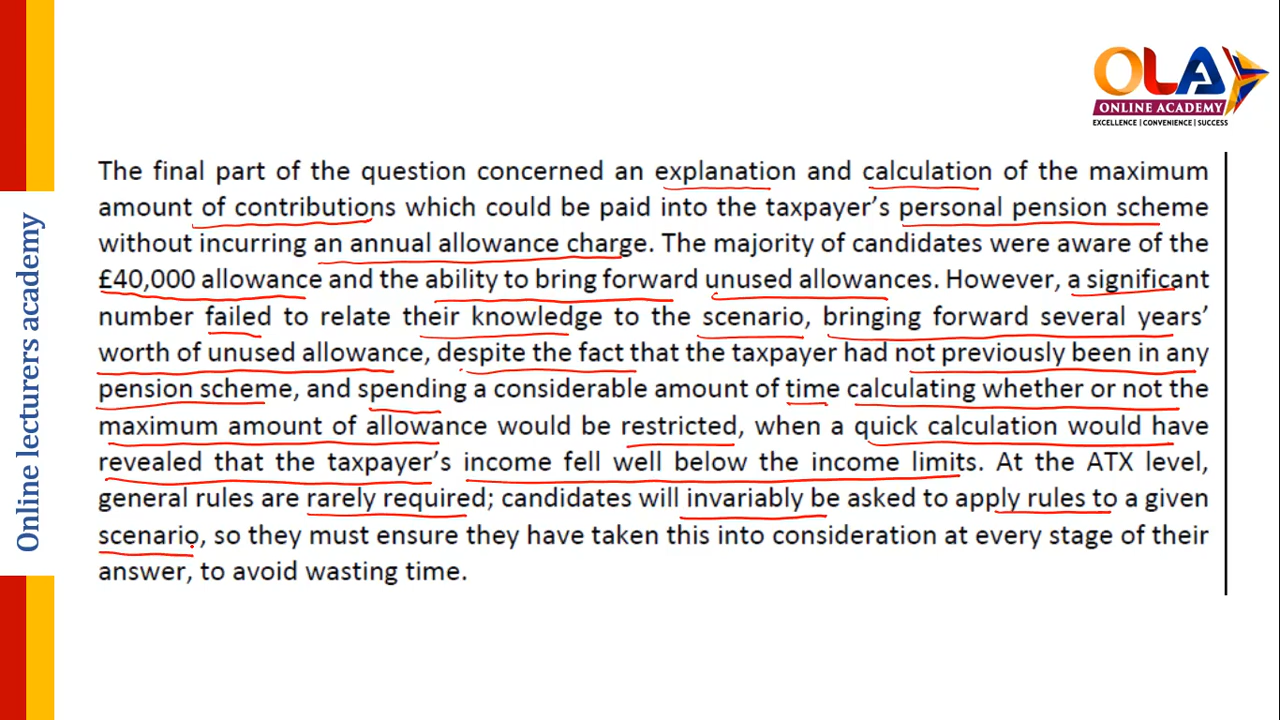 OLA
ONLINE ACADEMY
EXCELLENCE | CONVENIENCE | SUCCESS
Online lecturers academy
The final part of the question concerned an explanation and calculation of the maximum
amount of contributions which could be paid into the taxpayer’s personal pension scheme
without incurring an annual allowance charge. The majority of candidates were aware of the
£40,000 allowance and the ability to bring forward unused allowances. However, a significant
number failed to relate their knowledge to the scenario, bringing forward several years’
worth of unused allowance, despite the fact that the taxpayer had not previously been in any
pension scheme, and spending a considerable amount of time calculating whether or not the
maximum amount of allowance would be restricted, when a quick calculation would have
revealed that the taxpayer’s income fell well below the income limits. At the ATX level,
general rules are rarely required; candidates will invariably be asked to apply rules to a given
scenario, so they must ensure they have taken this into consideration at every stage of their
answer, to avoid wasting time.